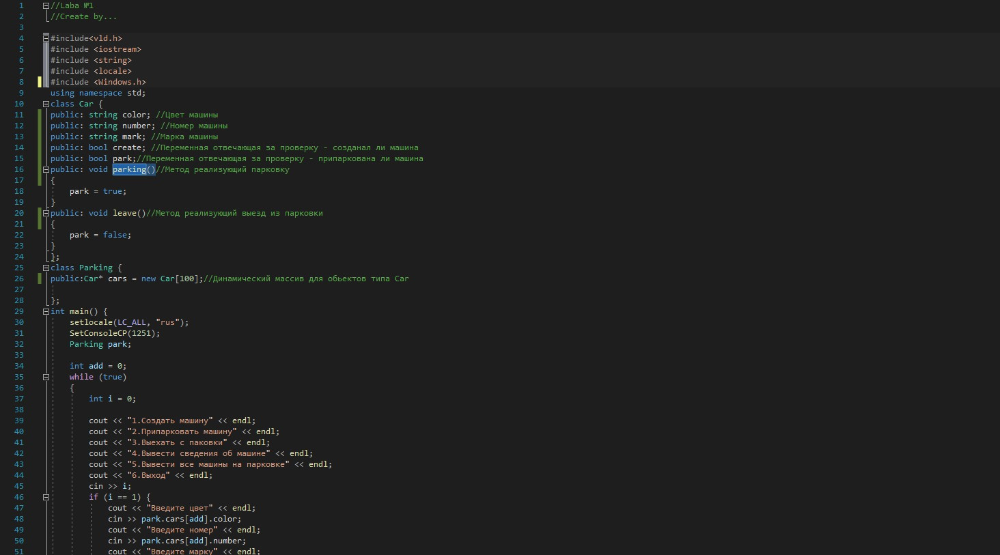 1 //Laba №1
2 //Create by...
3
4 #include<vld.h>
5 #include <iostream>
6 #include <string>
7 #include <locale>
8 #include <Windows.h>
9 using namespace std;
10 class Car {
11 public: string color; //Цвет машины
12 public: string number; //Номер машины
13 public: string mark; //Марка машины
14 public: bool create; //Переменная отвечающая за проверку - созданал ли машина
15 public: bool park;//Переменная отвечающая за проверку - припаркована ли машина
16 public: void parking()//Метод реализующий парковку
17 {
18 park = true;
19 }
20 public: void leave()//Метод реализующий выезд из парковки
21 {
22 park = false;
23 }
24 };
25 class Parking {
26 public:Car* cars = new Car[100];//Динамический массив для обьектов типа Car
27
28 };
29 int main() {
30 setlocale(LC_ALL, "rus");
31 SetConsoleCP(1251);
32 Parking park;
33
34 int add = 0;
35 while (true)
36 {
37 int i = 0;
38
39 cout << "1.Создать машину" << endl;
40 cout << "2.Припарковать машину" << endl;
41 cout << "3.Выехать с паковки" << endl;
42 cout << "4.Вывести сведения об машине" << endl;
43 cout << "5.Вывести все машины на парковке" << endl;
44 cout << "6.Выход" << endl;
45 cin >> i;
46 if (i == 1) {
47 cout << "Введите цвет" << endl;
48 cin >> park.cars[add].color;
49 cout << "Введите номер" << endl;
50 cin >> park.cars[add].number;
51 cout << "Введите марку" << endl;